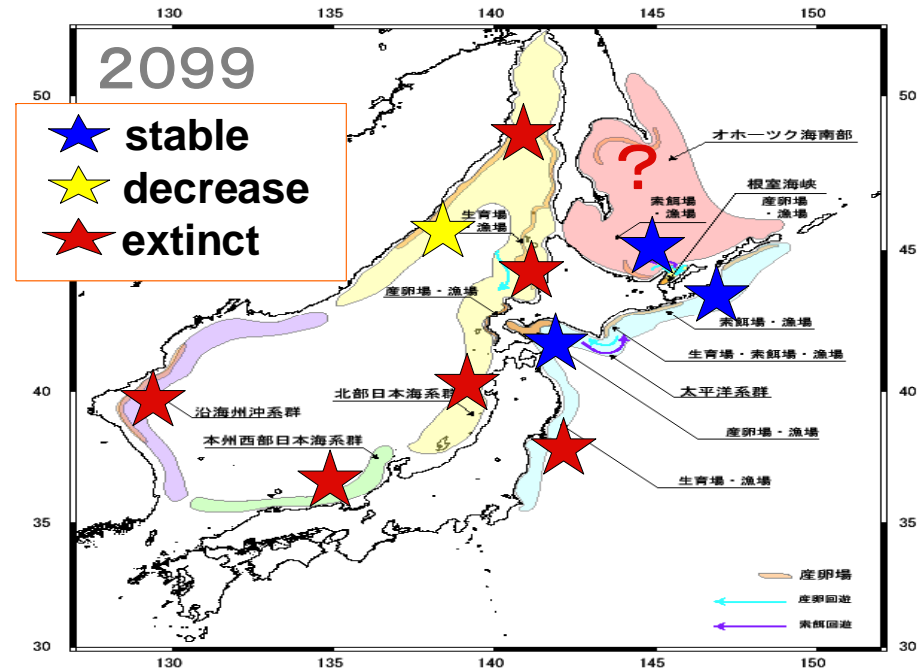 130 135 140 145 150
2099
50 50
stable
decrease
extinct
オホーツク海南部
?
根室海峡
産卵場
・漁場
索餌場
・漁場
生育場
・漁場
45
産卵場・漁場
索餌場・漁場
生育場・索餌場・漁場
40 40
北部日本海系群
太平洋系群
沿海州沖系群
産卵場・漁場
本州西部日本海系群
生育場・漁場
35 35
産卵場
産卵回遊
索餌回遊
30 30
130 135 140 145 150